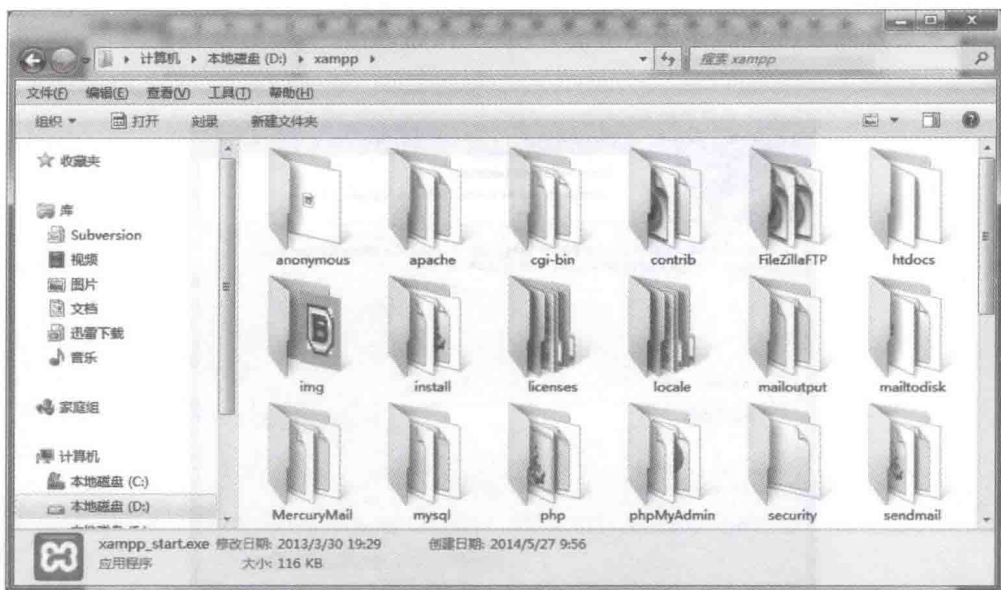 计算机 ▸ 本地磁盘 (D:) ▸ xampp ▸
搜索 xampp
文件(F) 编辑(E) 查看(V) 工具(T) 帮助(H)
组织 打开 刻录 新建文件夹
收藏夹
库
Subversion
视频
图片
文档
迅雷下载
音乐
家庭组
计算机
本地磁盘 (C:)
本地磁盘 (D:)
anonymous apache cgi-bin contrib FileZillaFTP htdocs
img install licenses locale mailoutput mailtodisk
MercuryMail mysql php phpMyAdmin security sendmail
xampp_start.exe 修改日期: 2013/3/30 19:29 创建日期: 2014/5/27 9:56
应用程序 大小: 116 KB